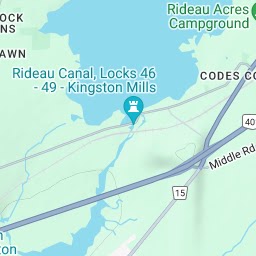 Rideau Acres
Campground
OCK
NS
AWN
Rideau Canal, Locks 46
- 49 - Kingston Mills
CODES CO
40
Middle Rd
15
n
ton